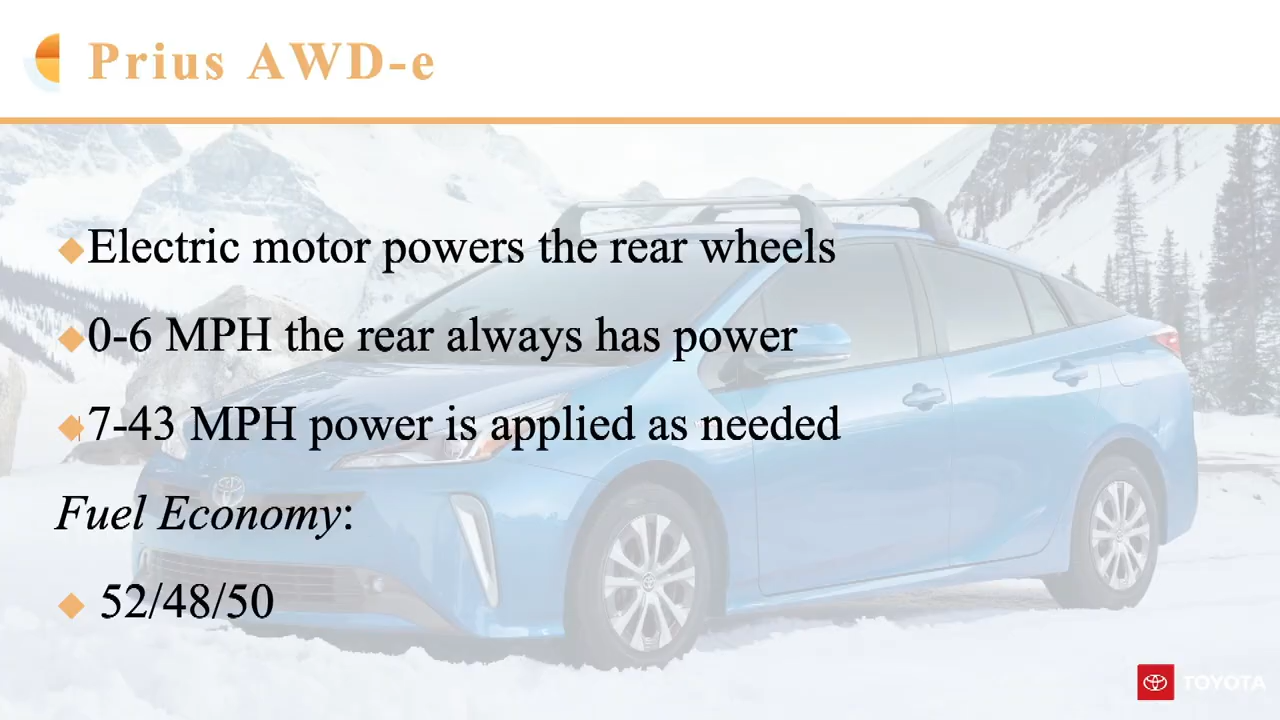 Prius AWD-e
Electric motor powers the rear wheels
0-6 MPH the rear always has power
7-43 MPH power is applied as needed
Fuel Economy:
52/48/50
TOYOTA